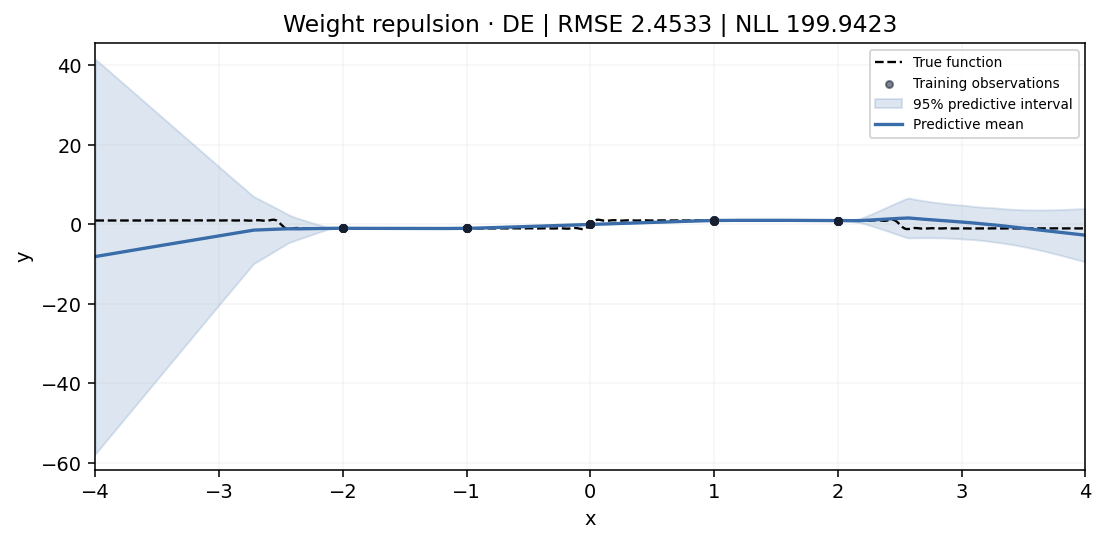 Weight repulsion · DE | RMSE 2.4533 | NLL 199.9423
True function
Training observations
95% predictive interval
Predictive mean
40
20
0
−20
−40
−60
y
−4
−3
−2
−1
0
1
2
3
4
x